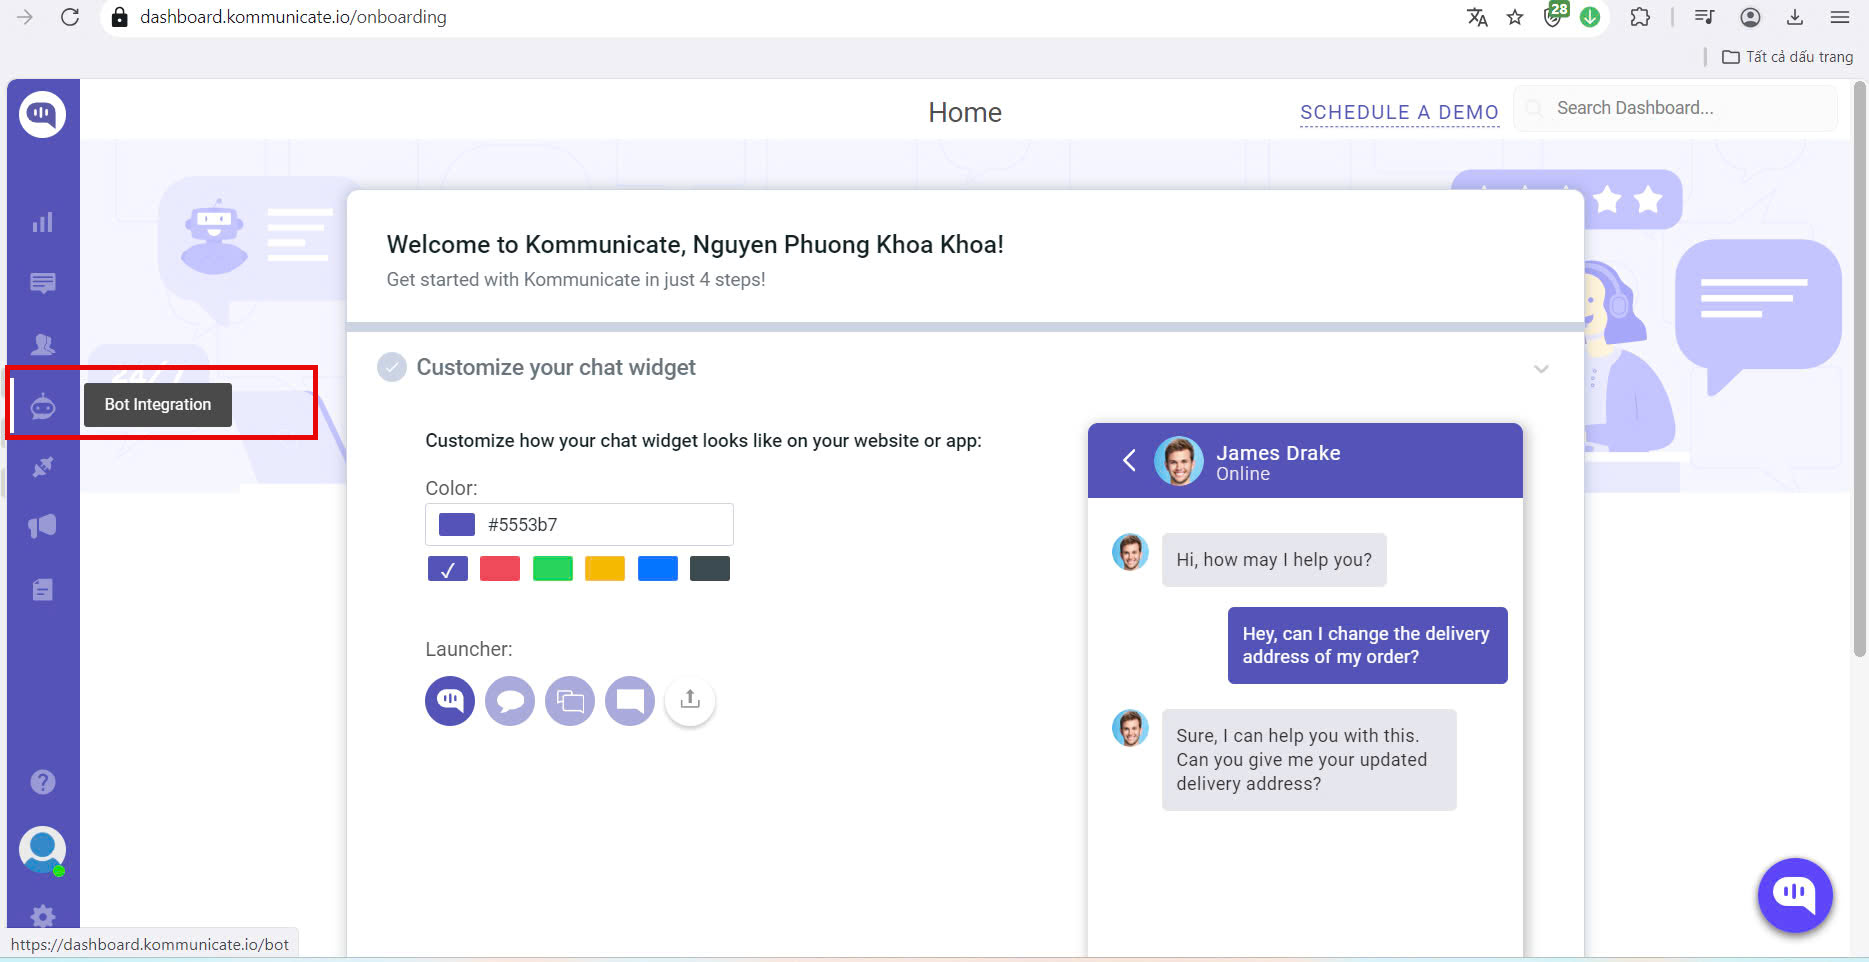 dashboard.kommunicate.io/onboarding
28
Tất cả dấu trang
Home
SCHEDULE A DEMO
Search Dashboard...
Welcome to Kommunicate, Nguyen Phuong Khoa Khoa!
Get started with Kommunicate in just 4 steps!
Customize your chat widget
Bot Integration
Customize how your chat widget looks like on your website or app:
Color:
#5553b7
Launcher:
James Drake
Online
Hi, how may I help you?
Hey, can I change the delivery
address of my order?
Sure, I can help you with this.
Can you give me your updated
delivery address?
https://dashboard.kommunicate.io/bot